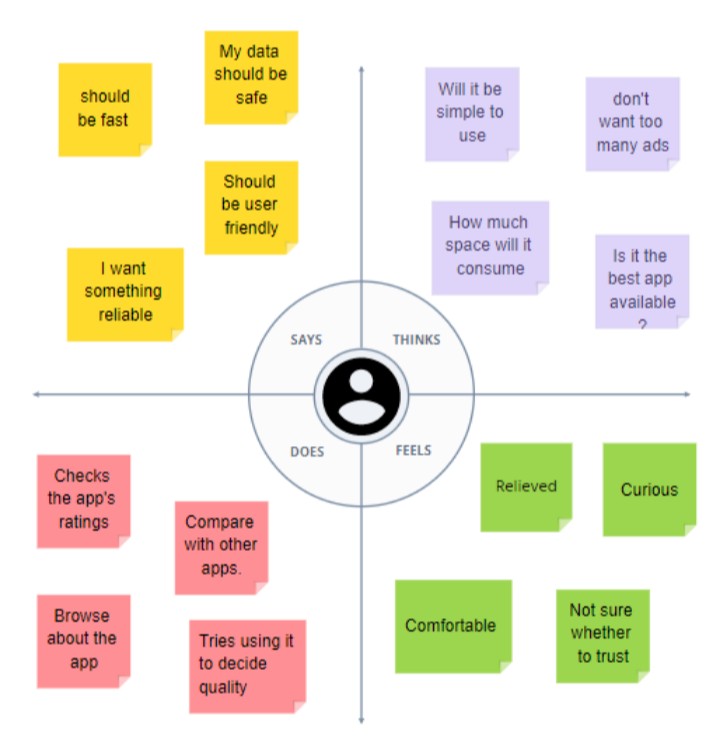 should
be fast
My data
should be
safe
Should
be user
friendly
I want
something
reliable
Will it be
simple to
use
don't
want too
many ads
How much
space will it
consume
Is it the
best app
available
?
SAYS
THINKS
DOES
FEELS
Checks
the app's
ratings
Compare
with other
apps.
Browse
about the
app
Tries using it
to decide
quality
Relieved
Curious
Comfortable
Not sure
whether
to trust